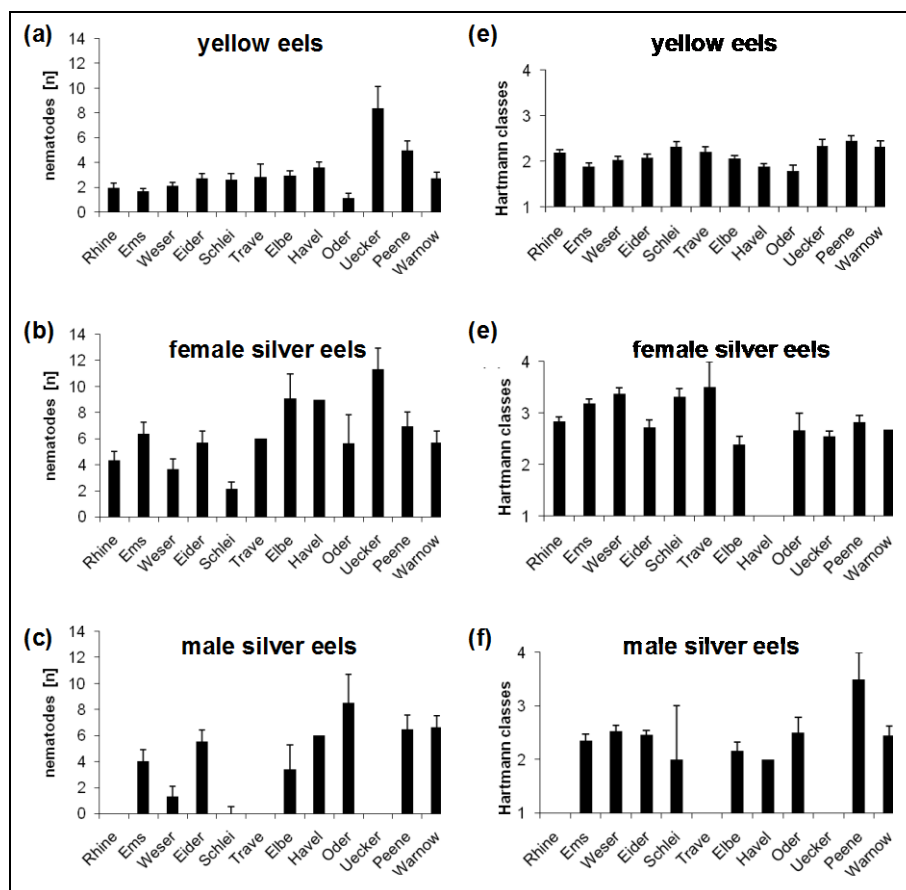 (a)
yellow eels
nematodes [n]
14
12
10
8
6
4
2
0
Rhine
Ems
Weser
Eider
Schlei
Trave
Elbe
Havel
Oder
Uecker
Peene
Warnow
(e)
yellow eels
Hartmann classes
4
3
2
1
Rhine
Ems
Weser
Eider
Schlei
Trave
Elbe
Havel
Oder
Uecker
Peene
Warnow
(b)
female silver eels
nematodes [n]
14
12
10
8
6
4
2
0
Rhine
Ems
Weser
Eider
Schlei
Trave
Elbe
Havel
Oder
Uecker
Peene
Warnow
(e)
female silver eels
Hartmann classes
4
3
2
1
Rhine
Ems
Weser
Eider
Schlei
Trave
Elbe
Havel
Oder
Uecker
Peene
Warnow
(c)
male silver eels
nematodes [n]
14
12
10
8
6
4
2
0
Rhine
Ems
Weser
Eider
Schlei
Trave
Elbe
Havel
Oder
Uecker
Peene
Warnow
(f)
male silver eels
Hartmann classes
4
3
2
1
Rhine
Ems
Weser
Eider
Schlei
Trave
Elbe
Havel
Oder
Uecker
Peene
Warnow